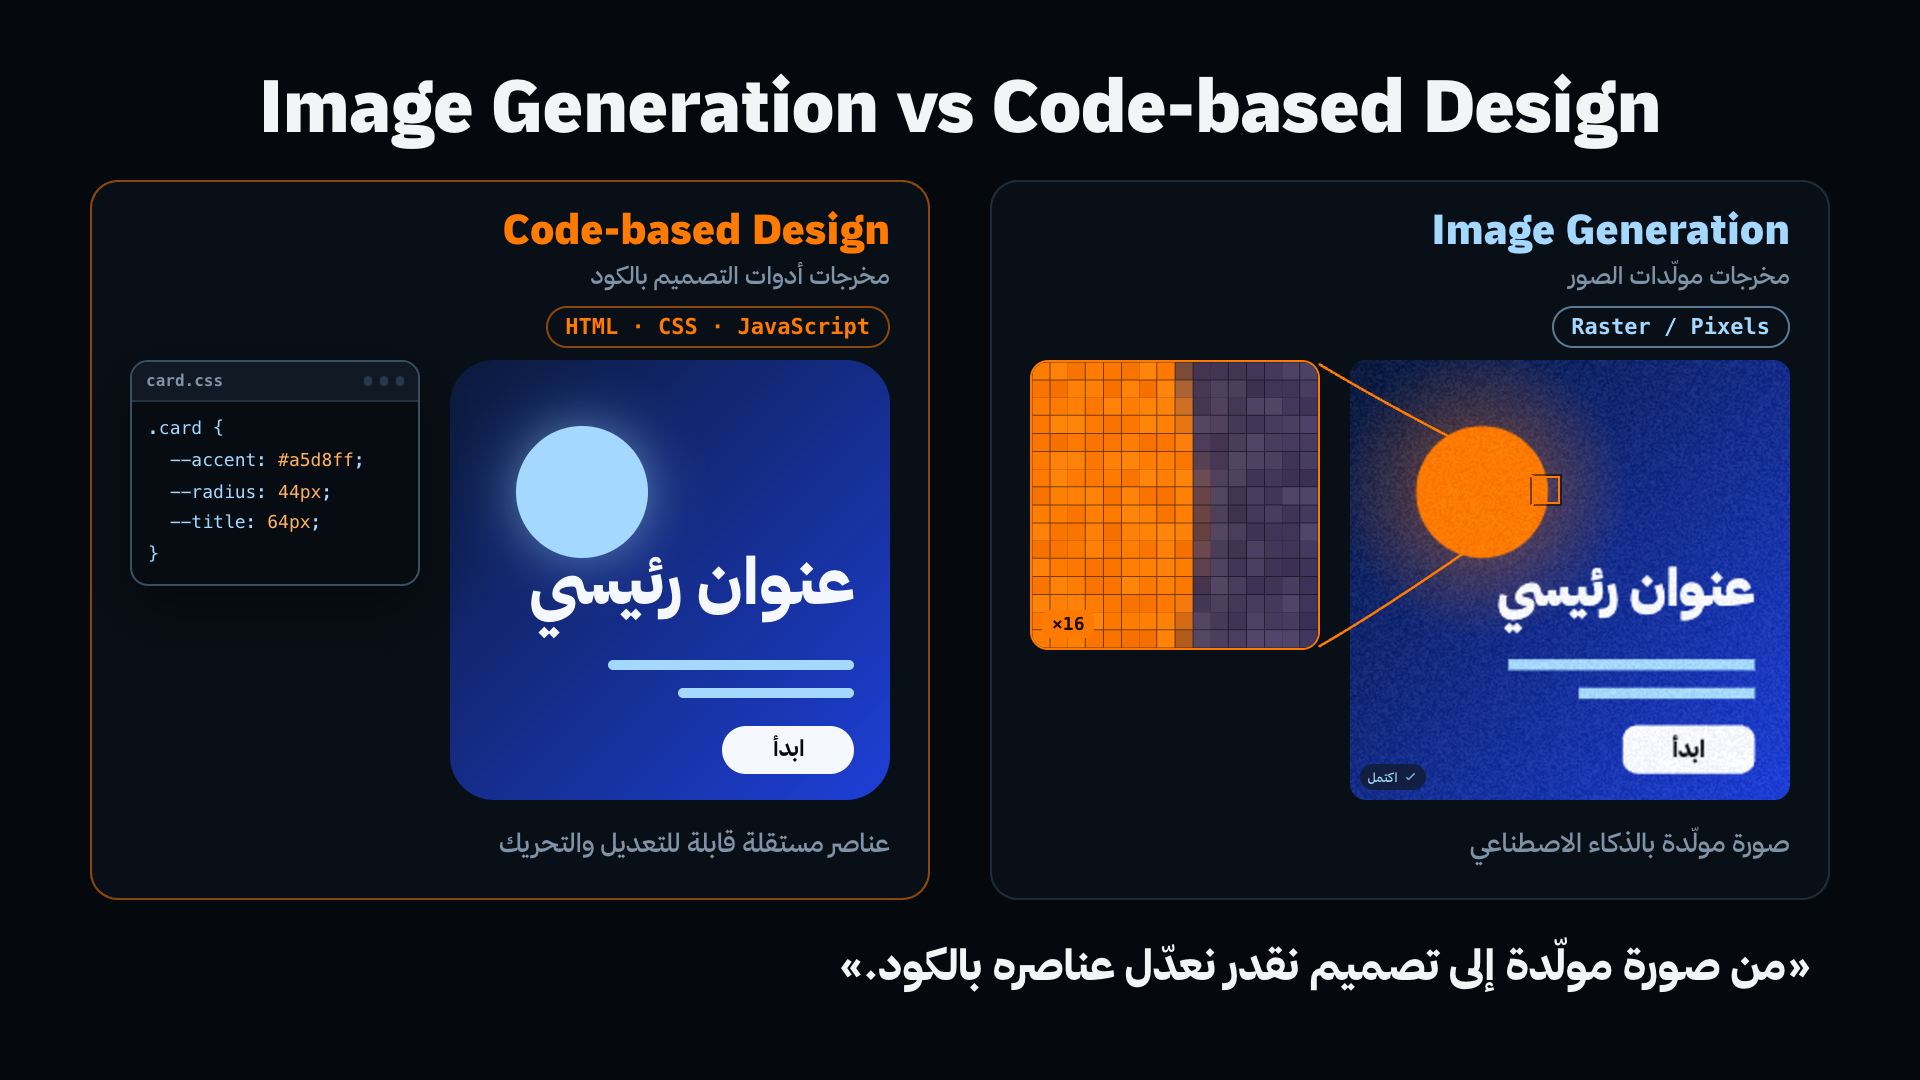 Image Generation vs Code-based Design
Image Generation
مخرجات مولّدات الصور
Raster / Pixels
×16
عنوان رئيسي
ابدأ
✓ اكتمل
صورة مولّدة بالذكاء الاصطناعي
Code-based Design
مخرجات أدوات التصميم بالكود
HTML · CSS · JavaScript
عنوان رئيسي
ابدأ
card.css
.card {
--accent: #a5d8ff;
--radius: 44px;
--title: 64px;
}
عناصر مستقلة قابلة للتعديل والتحريك
«من صورة مولّدة إلى تصميم نقدر نعدّل عناصره بالكود.»